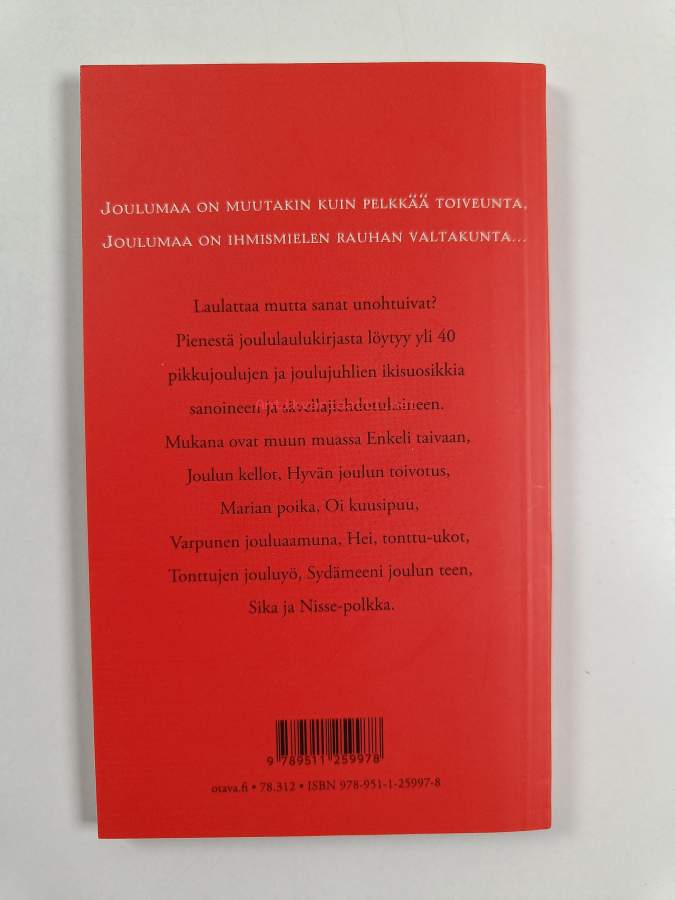 JOULUMAA ON MUUTAKIN KUIN PELKKÄÄ TOIVEUNTA,
JOULUMAA ON IHMISMIELEN RAUHAN VALTAKUNTA...
Laulattaa mutta sanat unohtuivat?
Pienestä joululaulukirjasta löytyy yli 40
pikkujoulujen ja joulujuhlien ikisuosikkia
sanoineen ja sävellajiehdotuksineen.
Mukana ovat muun muassa Enkeli taivaan,
Joulun kellot, Hyvän joulun toivotus,
Marian poika, Oi kuusipuu,
Varpunen jouluaamuna, Hei, tonttu-ukot,
Tonttujen jouluyö, Sydämeeni joulun teen,
Sika ja Nisse-polkka.
9 789511 259978
otava.fi • 78.312 • ISBN 978-951-1-25997-8